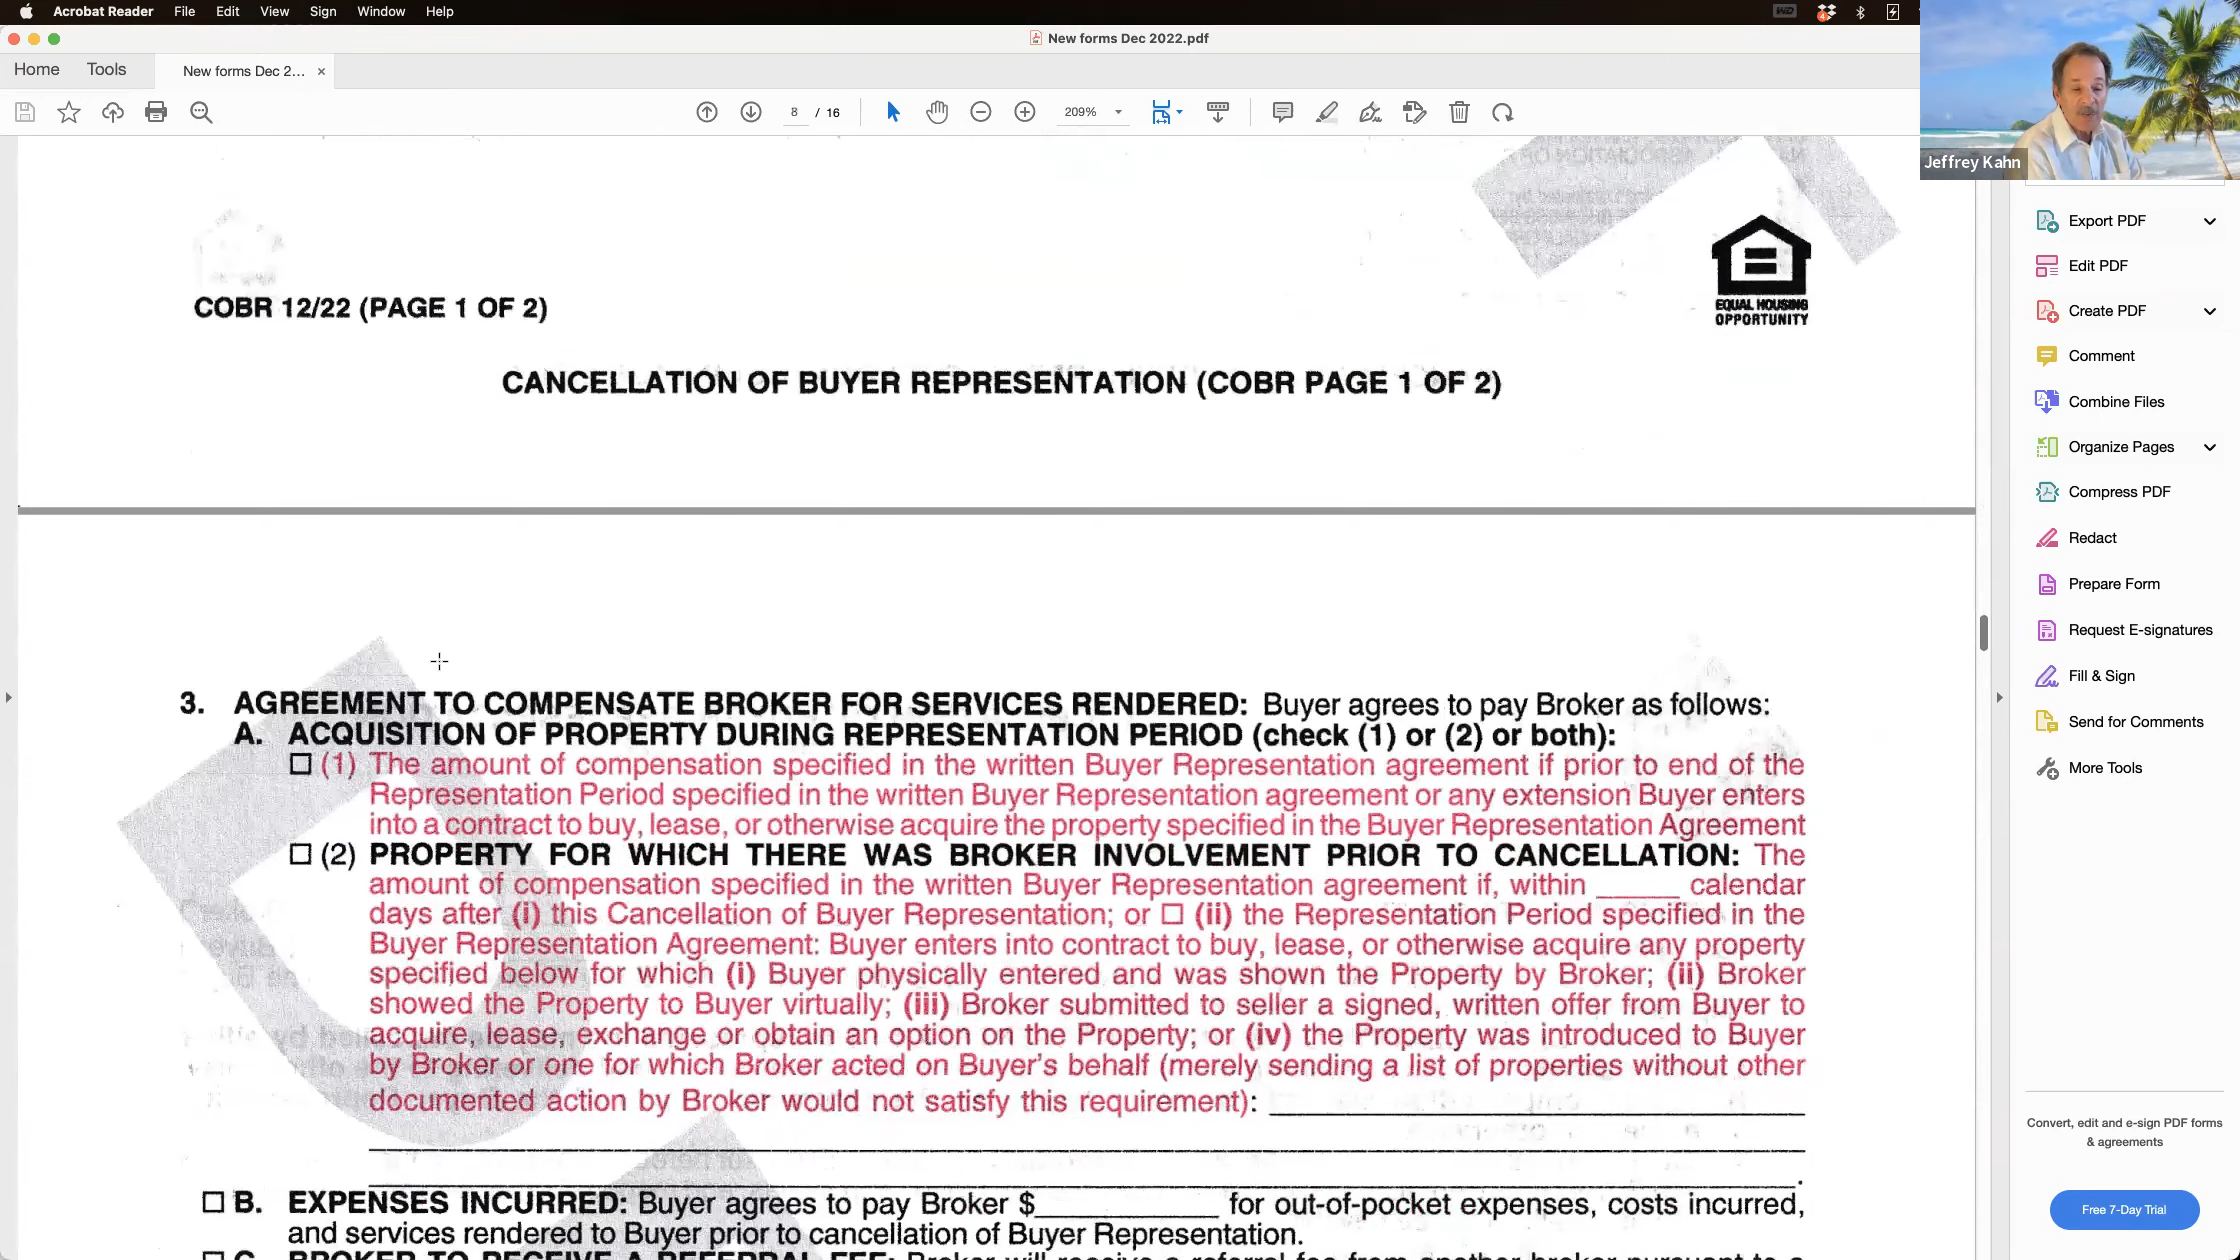 Acrobat Reader File Edit View Sign Window Help
New forms Dec 2022.pdf
Home Tools New forms Dec 2... ×
8 / 16 209%
Jeffrey Kahn
COBR 12/22 (PAGE 1 OF 2)
EQUAL HOUSING
OPPORTUNITY
CANCELLATION OF BUYER REPRESENTATION (COBR PAGE 1 OF 2)
3. AGREEMENT TO COMPENSATE BROKER FOR SERVICES RENDERED: Buyer agrees to pay Broker as follows:
A. ACQUISITION OF PROPERTY DURING REPRESENTATION PERIOD (check (1) or (2) or both):
(1) The amount of compensation specified in the written Buyer Representation agreement if prior to end of the
Representation Period specified in the written Buyer Representation agreement or any extension Buyer enters
into a contract to buy, lease, or otherwise acquire the property specified in the Buyer Representation Agreement
(2) PROPERTY FOR WHICH THERE WAS BROKER INVOLVEMENT PRIOR TO CANCELLATION: The
amount of compensation specified in the written Buyer Representation agreement if, within ______ calendar
days after (i) this Cancellation of Buyer Representation; or ☐ (ii) the Representation Period specified in the
Buyer Representation Agreement: Buyer enters into contract to buy, lease, or otherwise acquire any property
specified below for which (i) Buyer physically entered and was shown the Property by Broker; (ii) Broker
showed the Property to Buyer virtually; (iii) Broker submitted to seller a signed, written offer from Buyer to
acquire, lease, exchange or obtain an option on the Property; or (iv) the Property was introduced to Buyer
by Broker or one for which Broker acted on Buyer's behalf (merely sending a list of properties without other
documented action by Broker would not satisfy this requirement):
B. EXPENSES INCURRED: Buyer agrees to pay Broker $____________ for out-of-pocket expenses, costs incurred,
and services rendered to Buyer prior to cancellation of Buyer Representation.
C. BROKER TO RECEIVE A REFERRAL FEE: Broker will receive a referral fee from another broker pursuant to a
Export PDF
Edit PDF
Create PDF
Comment
Combine Files
Organize Pages
Compress PDF
Redact
Prepare Form
Request E-signatures
Fill & Sign
Send for Comments
More Tools
Convert, edit and e-sign PDF forms
& agreements
Free 7-Day Trial